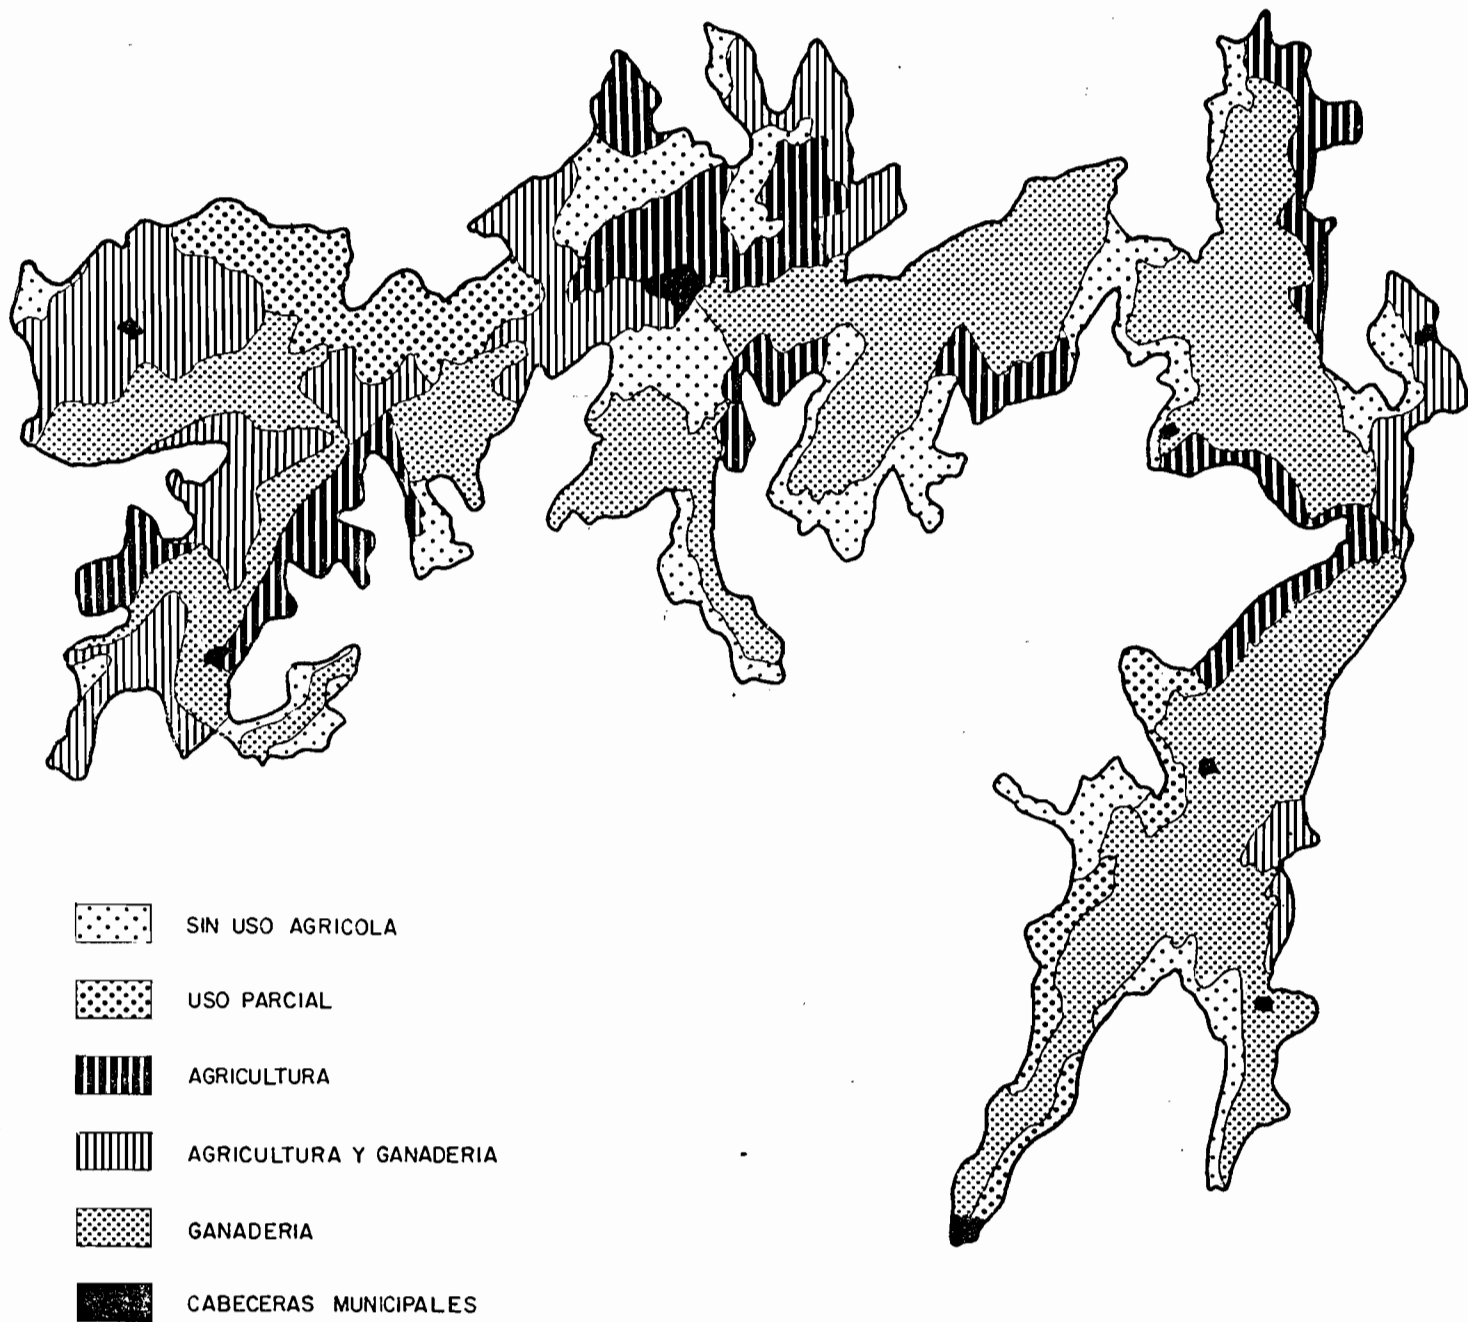 SIN USO AGRICOLA
USO PARCIAL
AGRICULTURA
AGRICULTURA Y GANADERIA
GANADERIA
CABECERAS MUNICIPALES